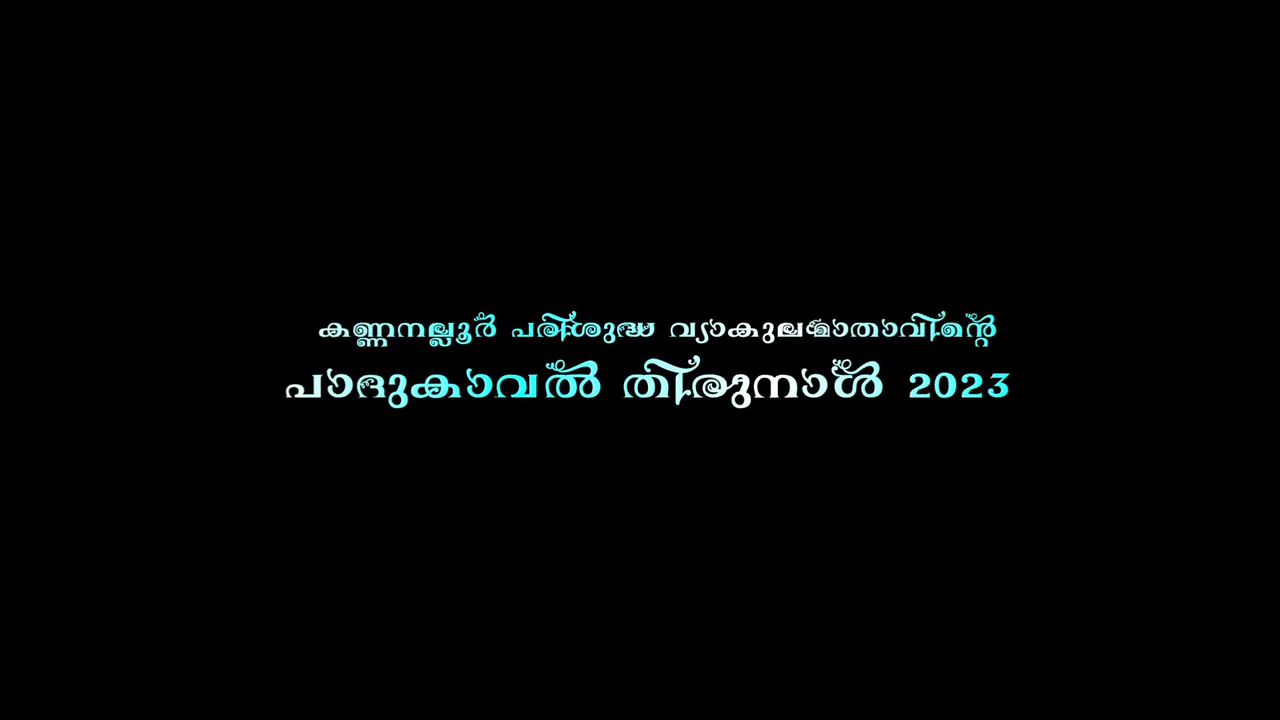 കണ്ണനല്ലൂർ പരിശുദ്ധ വ്യാകുലമാതാവിന്റെ
പാദുകാവൽ തിരുനാൾ 2023